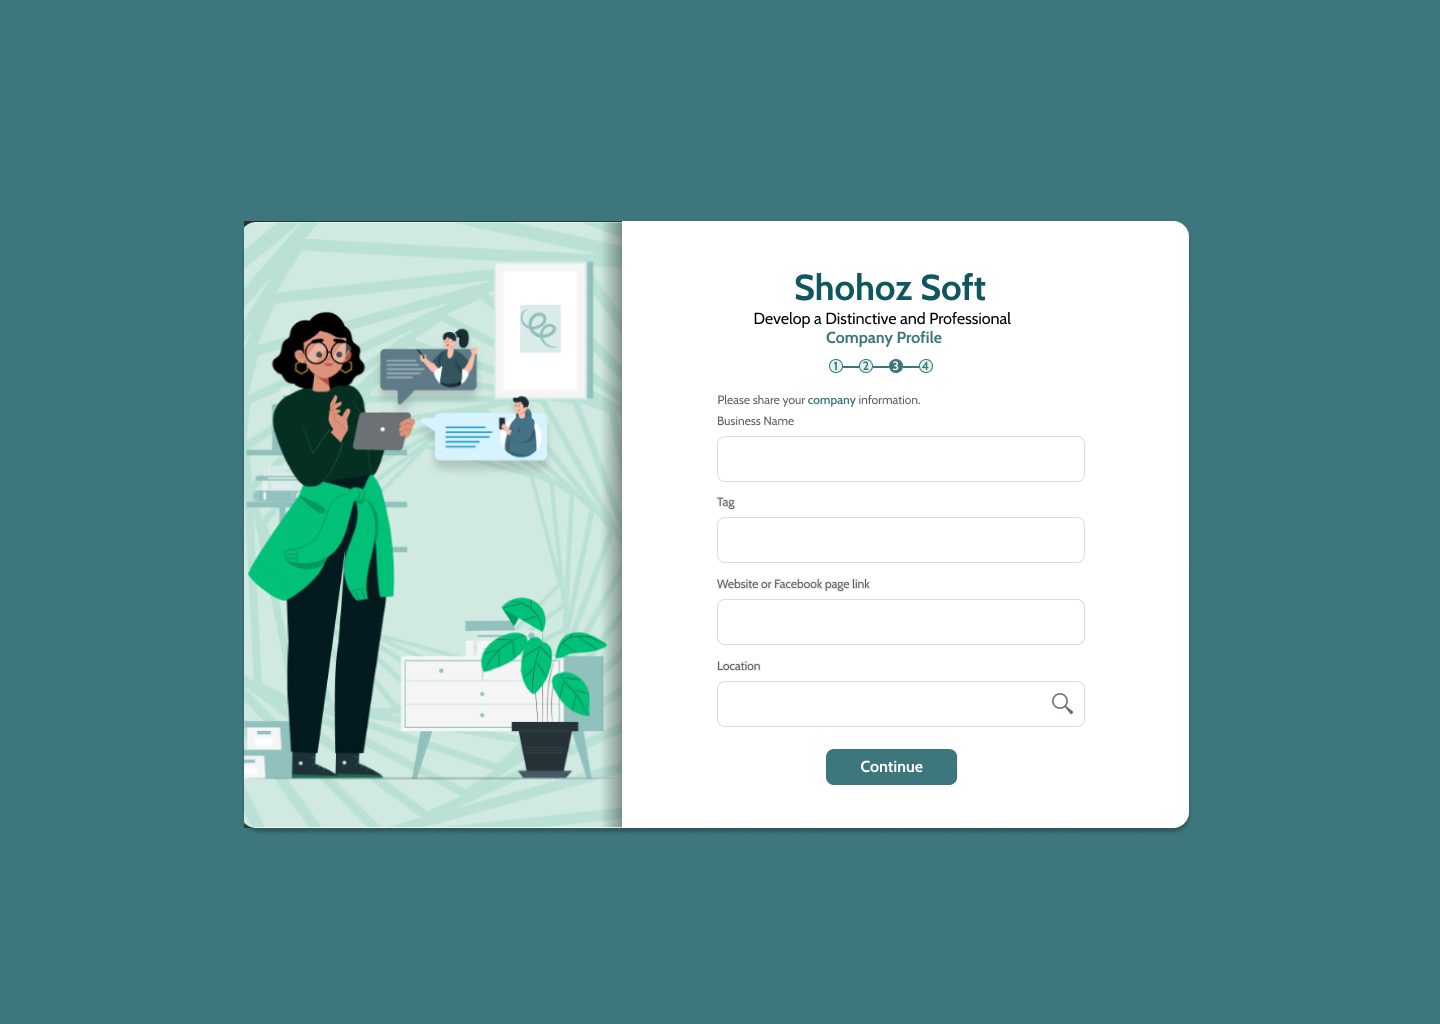 Shohoz Soft
Develop a Distinctive and Professional
Company Profile
1 2 3 4
Please share your company information.
Business Name
Tag
Website or Facebook page link
Location
Continue